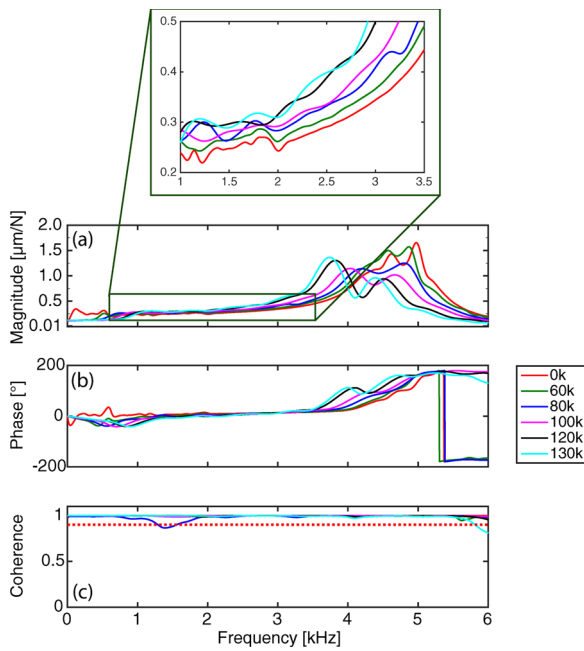 0.5
0.4
0.3
0.2
1 1.5 2 2.5 3 3.5
(a)
Magnitude [µm/N]
2.0
1.5
1.0
0.5
0.01
(b)
Phase [°]
200
0
-200
0k
60k
80k
100k
120k
130k
(c)
Coherence
1
0.5
0
0 1 2 3 4 5 6
Frequency [kHz]